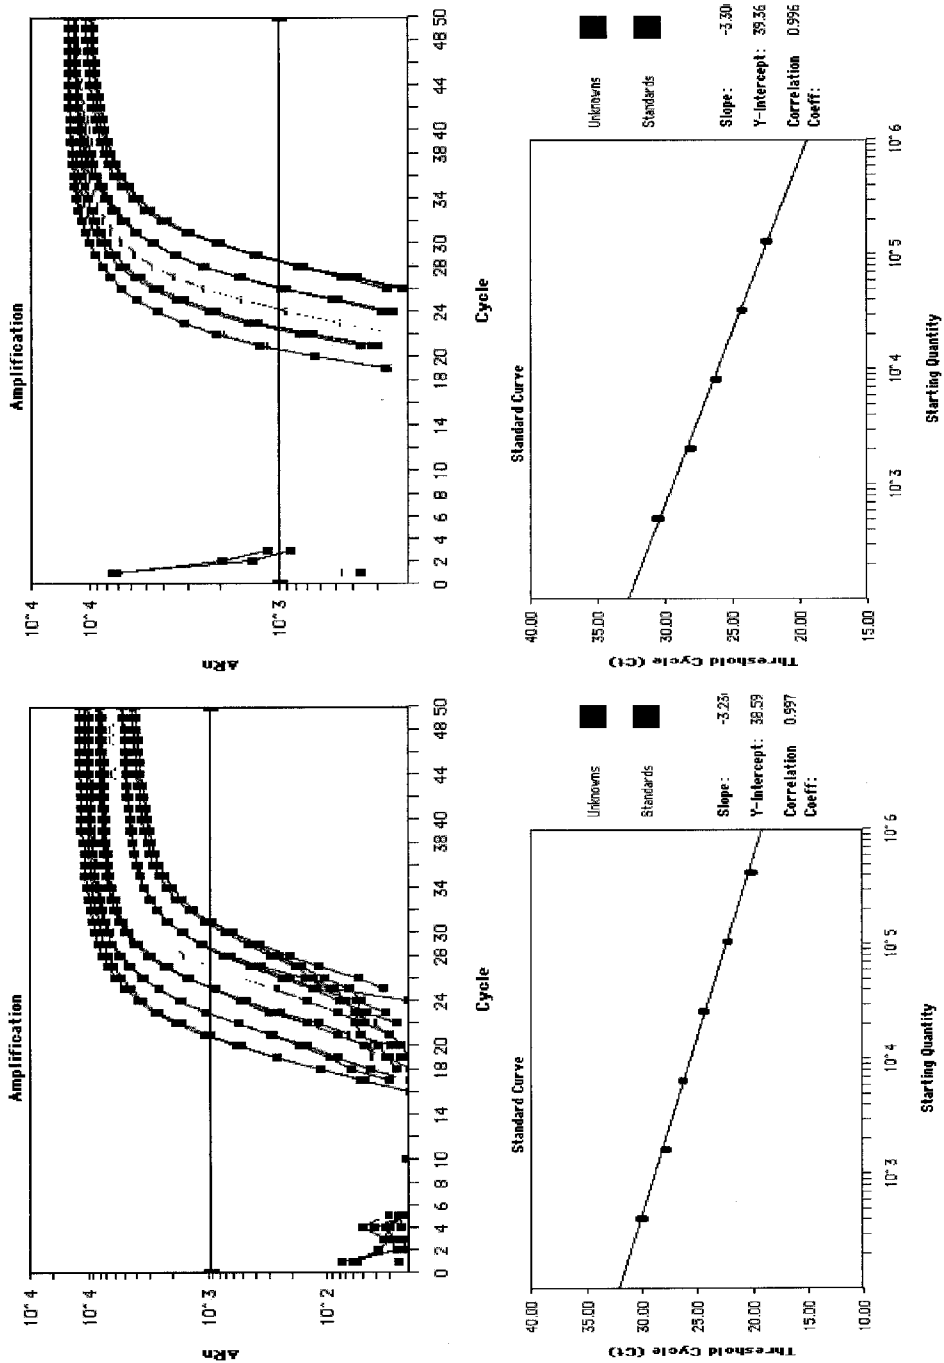 Amplification
ΔRn
10^4
10^4
10^3
10^2
0 2 4 6 8 10 14 18 20 24 28 30 34 38 40 44 48 50
Cycle
Amplification
ΔRn
10^4
10^4
10^3
0 2 4 6 8 10 14 18 20 24 28 30 34 38 40 44 48 50
Cycle
Standard Curve
Threshold Cycle (Ct)
40.00
35.00
30.00
25.00
20.00
15.00
10.00
10^3 10^4 10^5 10^6
Starting Quantity
Unknowns
Standards
Slope: -3.23
Y-Intercept: 38.59
Correlation 0.997
Coeff:
Standard Curve
Threshold Cycle (Ct)
40.00
35.00
30.00
25.00
20.00
15.00
10^3 10^4 10^5 10^6
Starting Quantity
Unknowns
Standards
Slope: -3.30
Y-Intercept: 39.36
Correlation 0.996
Coeff: